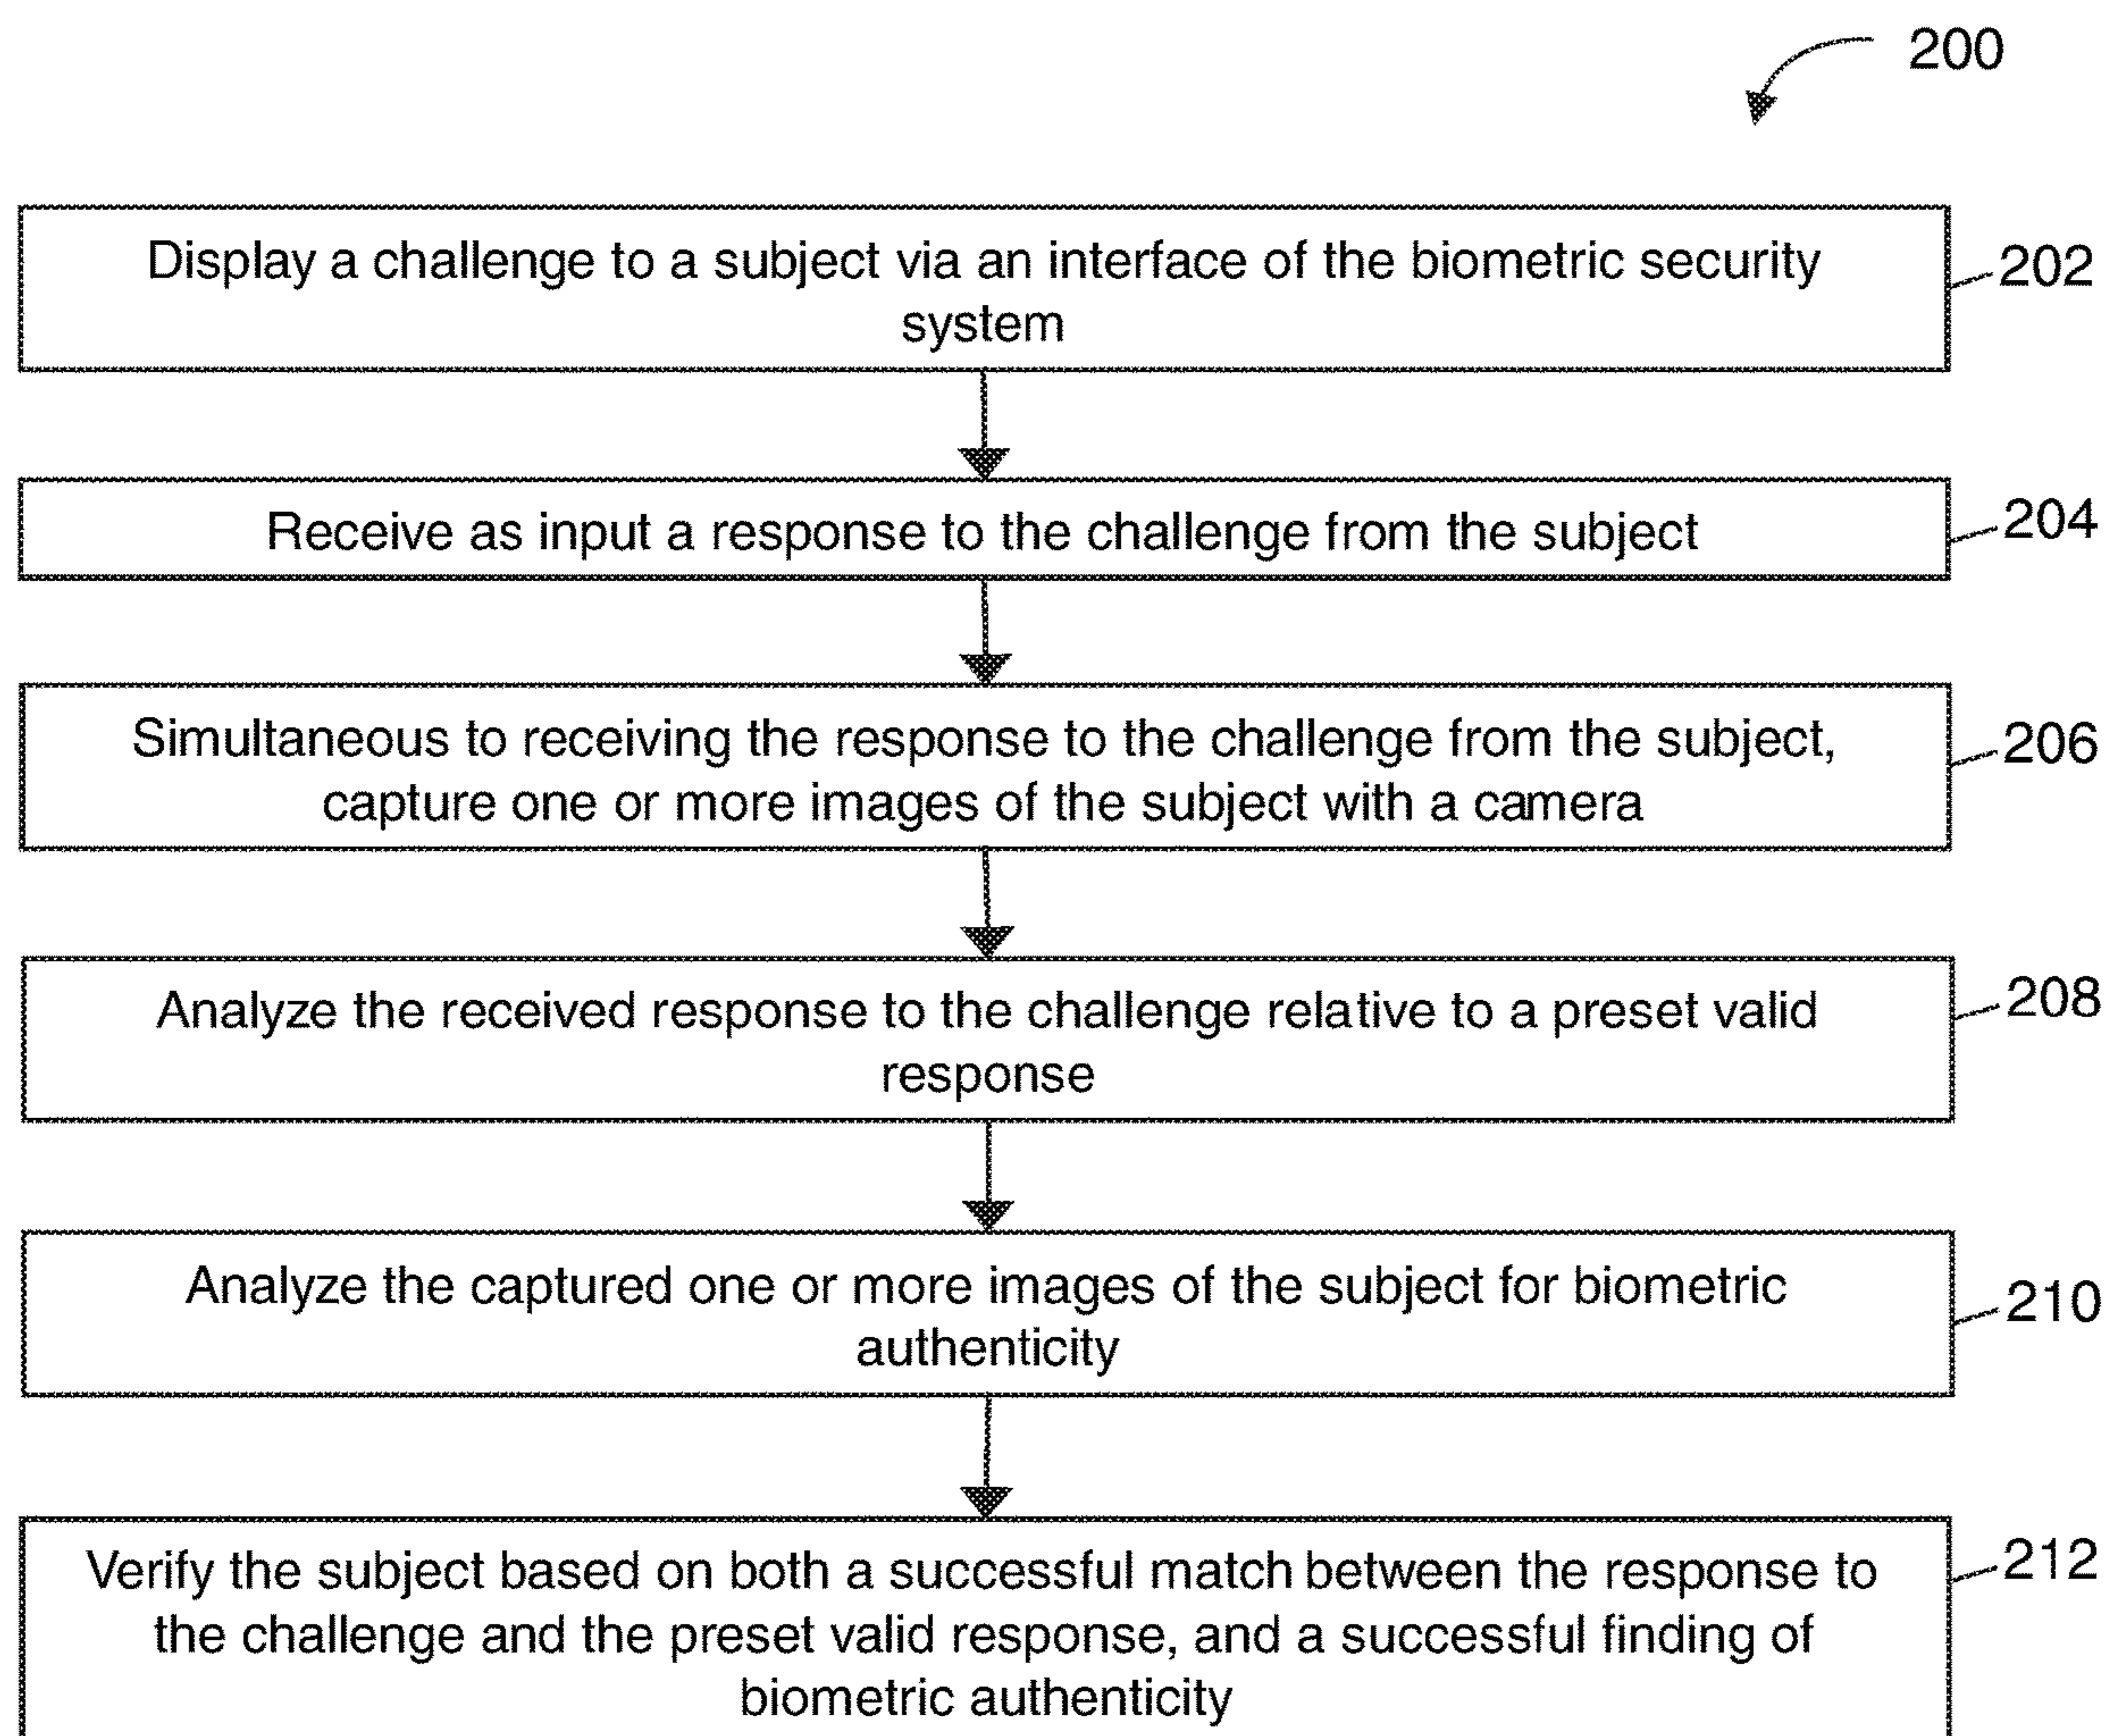 200
Display a challenge to a subject via an interface of the biometric security
system
202
Receive as input a response to the challenge from the subject
204
Simultaneous to receiving the response to the challenge from the subject,
capture one or more images of the subject with a camera
206
Analyze the received response to the challenge relative to a preset valid
response
208
Analyze the captured one or more images of the subject for biometric
authenticity
210
Verify the subject based on both a successful match between the response to
the challenge and the preset valid response, and a successful finding of
biometric authenticity
212